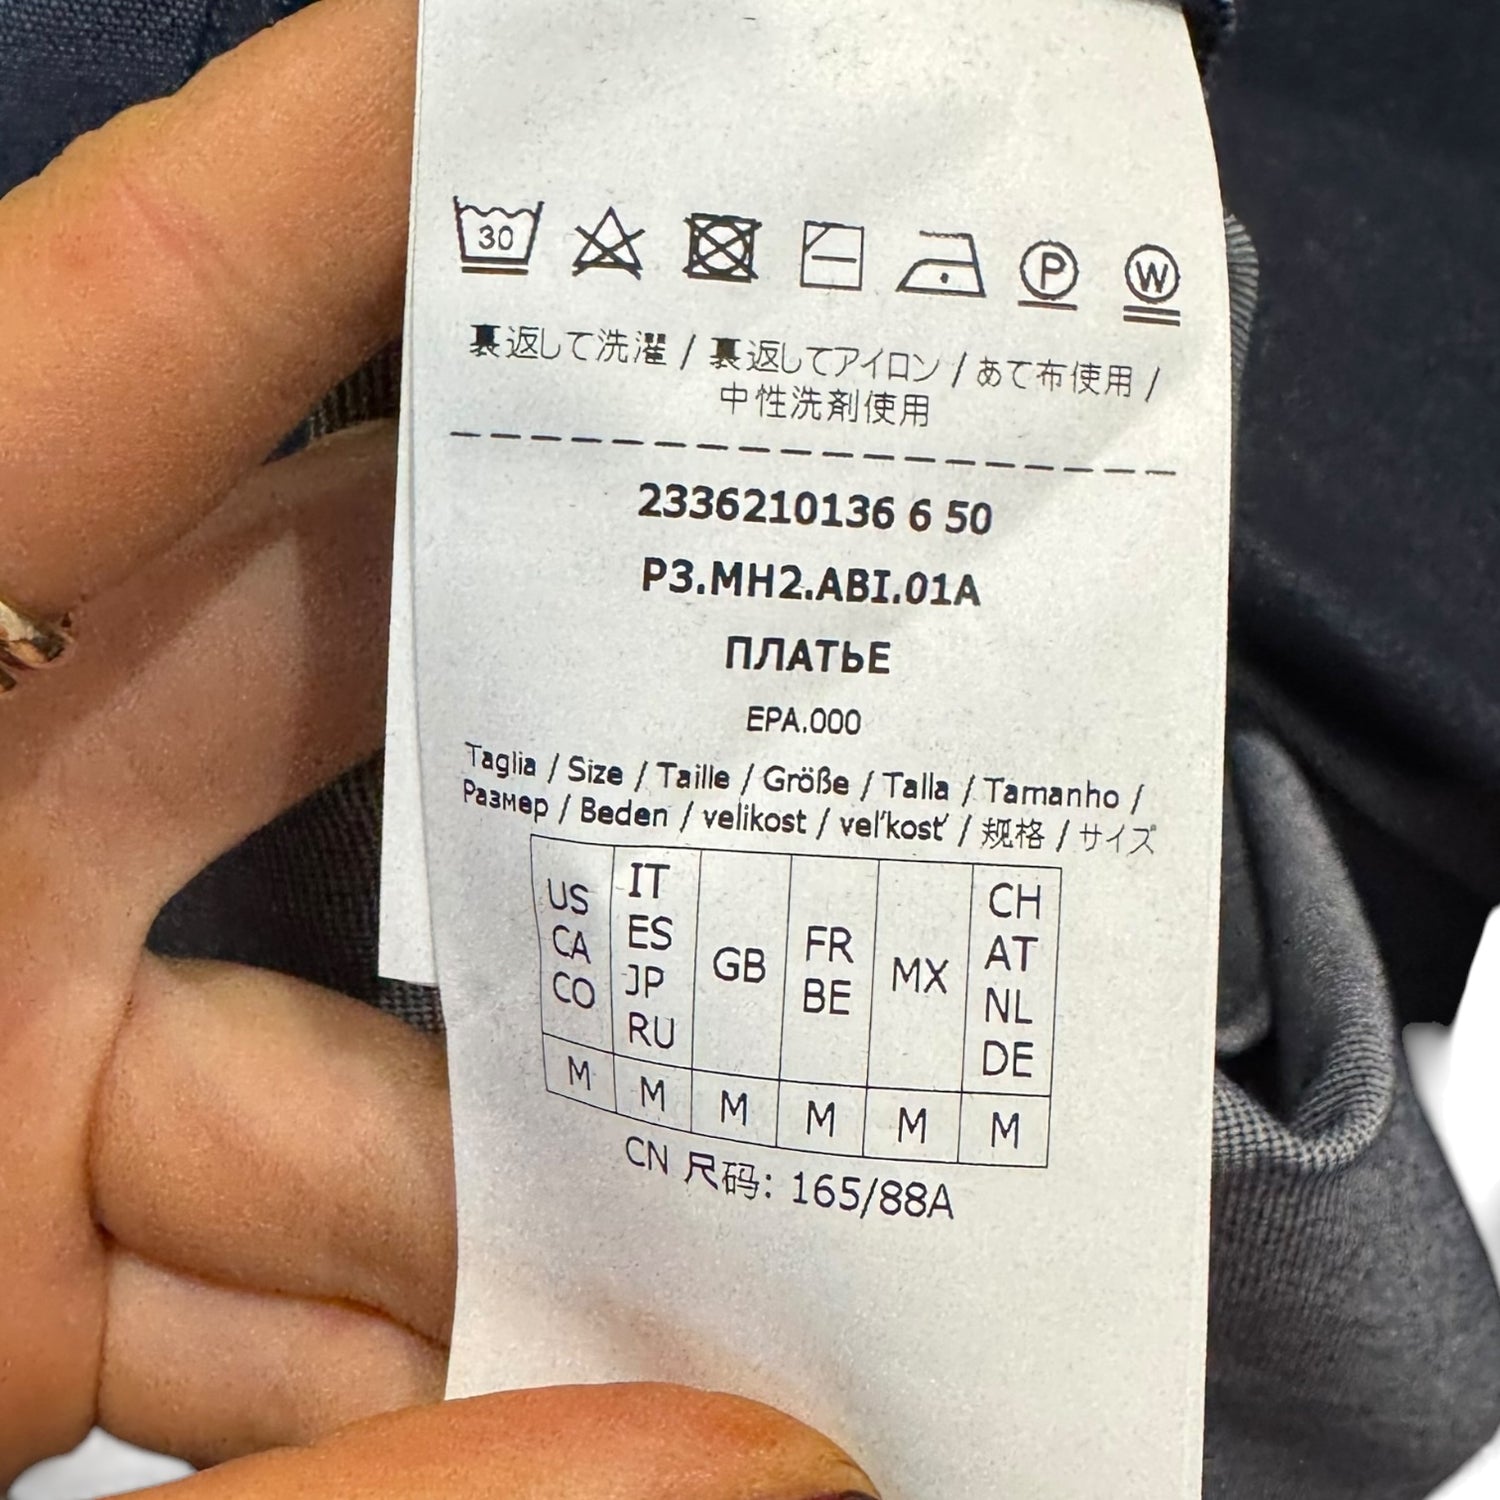 30
P
W
裏返して洗濯 / 裏返してアイロン / あて布使用 /
中性洗剤使用
2336210136 6 50
P3.MH2.ABI.01A
ПЛАТЬЕ
EPA.000
Taglia / Size / Taille / Größe / Talla / Tamanho /
Размер / Beden / velikost / veľkosť / 规格 / サイズ
US CA CO
IT ES JP RU
GB
FR BE
MX
CH AT NL DE
M M M M M M
CN 尺码: 165/88A